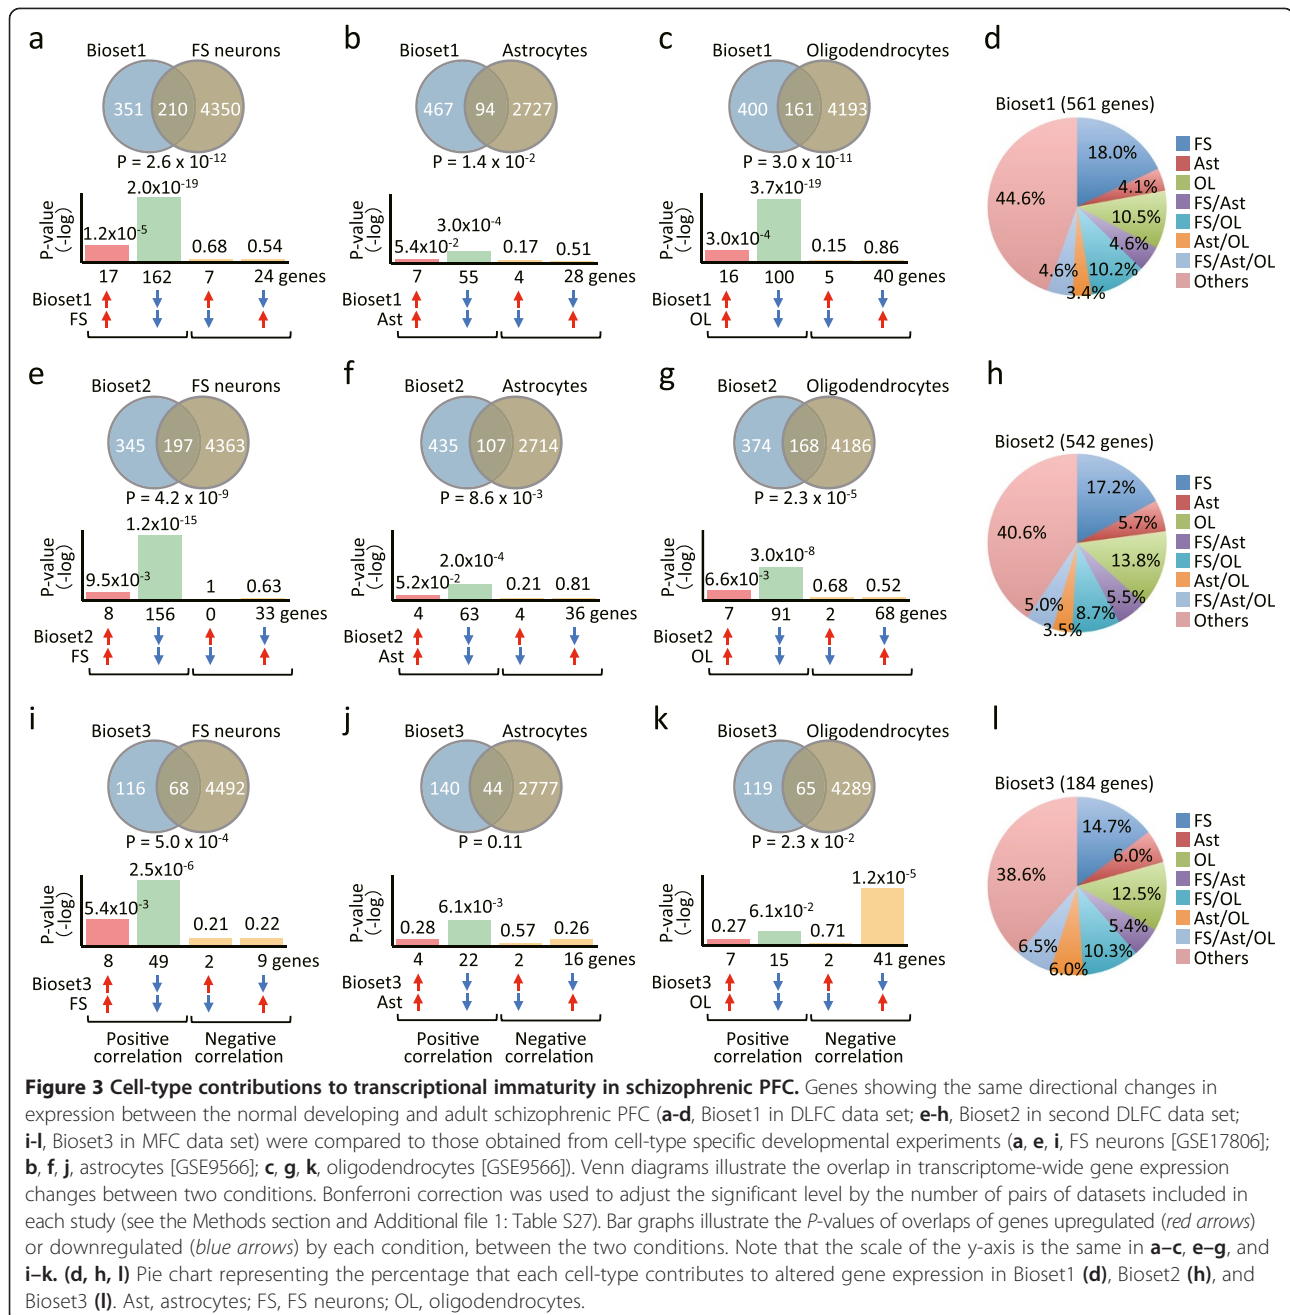 a
Bioset1 FS neurons
351 210 4350
P = 2.6 x 10-12
P-value (-log)
1.2x10-5 2.0x10-19 0.68 0.54
17 162 7 24 genes
Bioset1
FS
b
Bioset1 Astrocytes
467 94 2727
P = 1.4 x 10-2
5.4x10-2 3.0x10-4 0.17 0.51
7 55 4 28 genes
Bioset1
Ast
c
Bioset1 Oligodendrocytes
400 161 4193
P = 3.0 x 10-11
3.0x10-4 3.7x10-19 0.15 0.86
16 100 5 40 genes
Bioset1
OL
d
Bioset1 (561 genes)
18.0%
4.1%
10.5%
4.6%
10.2%
3.4%
4.6%
44.6%
FS
Ast
OL
FS/Ast
FS/OL
Ast/OL
FS/Ast/OL
Others
e
Bioset2 FS neurons
345 197 4363
P = 4.2 x 10-9
P-value (-log)
9.5x10-3 1.2x10-15 1 0.63
8 156 0 33 genes
Bioset2
FS
f
Bioset2 Astrocytes
435 107 2714
P = 8.6 x 10-3
5.2x10-2 2.0x10-4 0.21 0.81
4 63 4 36 genes
Bioset2
Ast
g
Bioset2 Oligodendrocytes
374 168 4186
P = 2.3 x 10-5
6.6x10-3 3.0x10-8 0.68 0.52
7 91 2 68 genes
Bioset2
OL
h
Bioset2 (542 genes)
17.2%
5.7%
13.8%
5.5%
8.7%
3.5%
5.0%
40.6%
FS
Ast
OL
FS/Ast
FS/OL
Ast/OL
FS/Ast/OL
Others
i
Bioset3 FS neurons
116 68 4492
P = 5.0 x 10-4
P-value (-log)
5.4x10-3 2.5x10-6 0.21 0.22
8 49 2 9 genes
Bioset3
FS
Positive correlation
Negative correlation
j
Bioset3 Astrocytes
140 44 2777
P = 0.11
P-value (-log)
0.28 6.1x10-3 0.57 0.26
4 22 2 16 genes
Bioset3
Ast
Positive correlation
Negative correlation
k
Bioset3 Oligodendrocytes
119 65 4289
P = 2.3 x 10-2
P-value (-log)
0.27 6.1x10-2 0.71 1.2x10-5
7 15 2 41 genes
Bioset3
OL
Positive correlation
Negative correlation
l
Bioset3 (184 genes)
14.7%
6.0%
12.5%
5.4%
10.3%
6.0%
6.5%
38.6%
FS
Ast
OL
FS/Ast
FS/OL
Ast/OL
FS/Ast/OL
Others
Figure 3 Cell-type contributions to transcriptional immaturity in schizophrenic PFC. Genes showing the same directional changes in
expression between the normal developing and adult schizophrenic PFC (a-d, Bioset1 in DLFC data set; e-h, Bioset2 in second DLFC data set;
i-l, Bioset3 in MFC data set) were compared to those obtained from cell-type specific developmental experiments (a, e, i, FS neurons [GSE17806];
b, f, j, astrocytes [GSE9566]; c, g, k, oligodendrocytes [GSE9566]). Venn diagrams illustrate the overlap in transcriptome-wide gene expression
changes between two conditions. Bonferroni correction was used to adjust the significant level by the number of pairs of datasets included in
each study (see the Methods section and Additional file 1: Table S27). Bar graphs illustrate the P-values of overlaps of genes upregulated (red arrows)
or downregulated (blue arrows) by each condition, between the two conditions. Note that the scale of the y-axis is the same in a–c, e–g, and
i–k. (d, h, l) Pie chart representing the percentage that each cell-type contributes to altered gene expression in Bioset1 (d), Bioset2 (h), and
Bioset3 (l). Ast, astrocytes; FS, FS neurons; OL, oligodendrocytes.